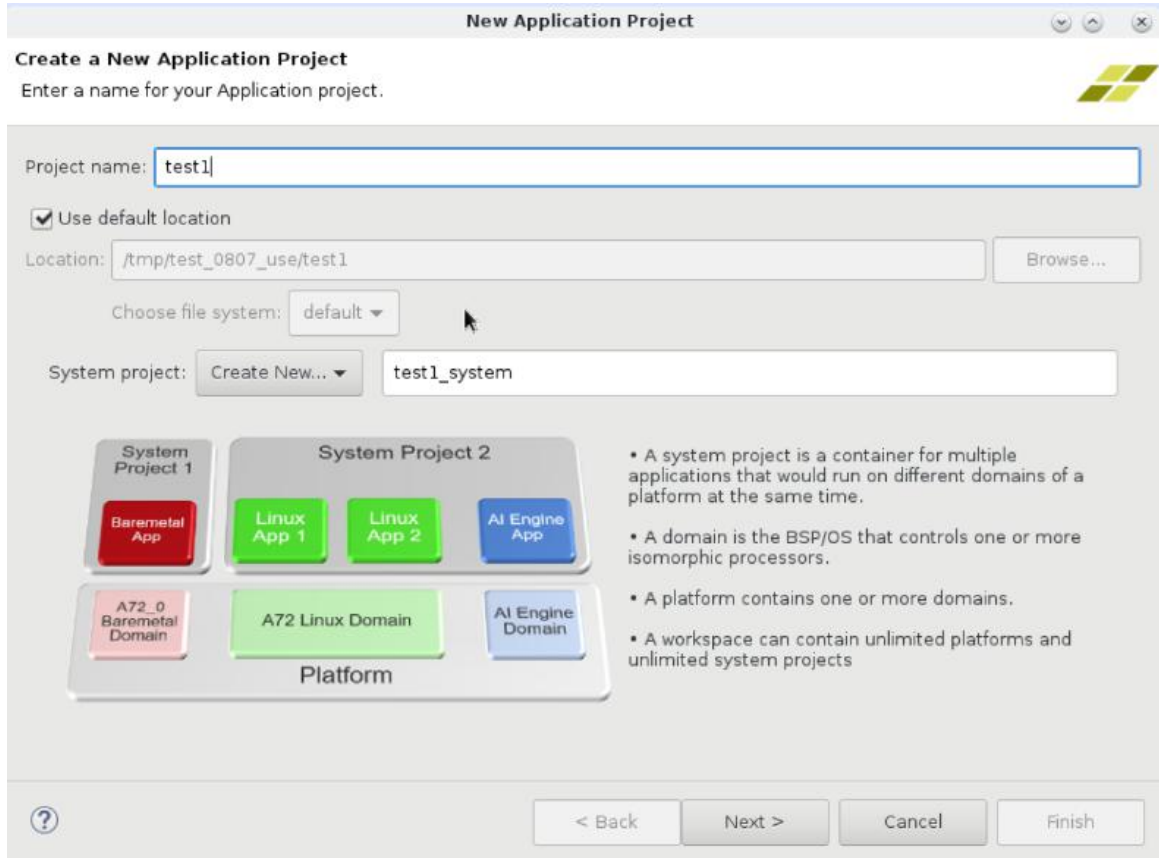 New Application Project
Create a New Application Project
Enter a name for your Application project.
Project name: test1
Use default location
Location: /tmp/test_0807_use/test1 Browse...
Choose file system: default
System project: Create New... test1_system
System
Project 1
System Project 2
Baremetal
App
Linux
App 1
Linux
App 2
AI Engine
App
A72_0
Baremetal
Domain
A72 Linux Domain
AI Engine
Domain
Platform
• A system project is a container for multiple
applications that would run on different domains of a
platform at the same time.
• A domain is the BSP/OS that controls one or more
isomorphic processors.
• A platform contains one or more domains.
• A workspace can contain unlimited platforms and
unlimited system projects
? < Back Next > Cancel Finish